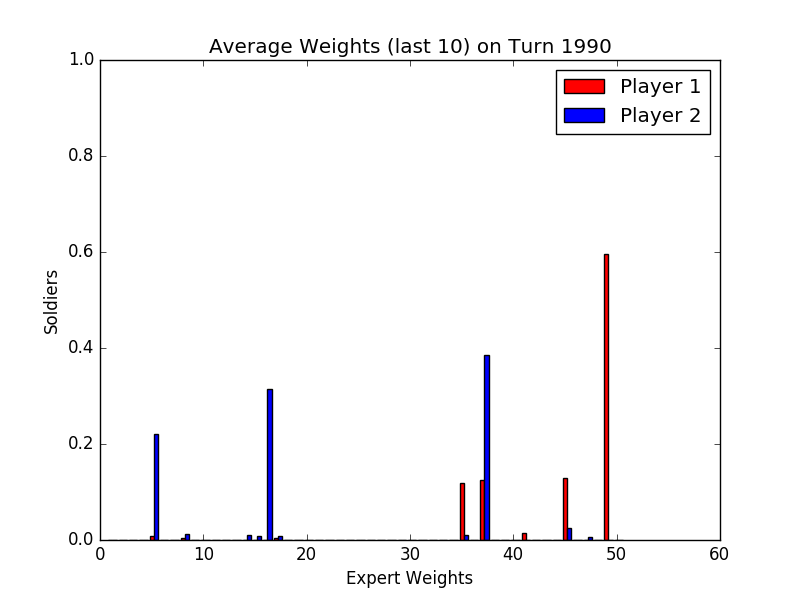 Average Weights (last 10) on Turn 1990
1.0
0.8
0.6
0.4
0.2
0.0
Soldiers
0 10 20 30 40 50 60
Expert Weights
Player 1
Player 2